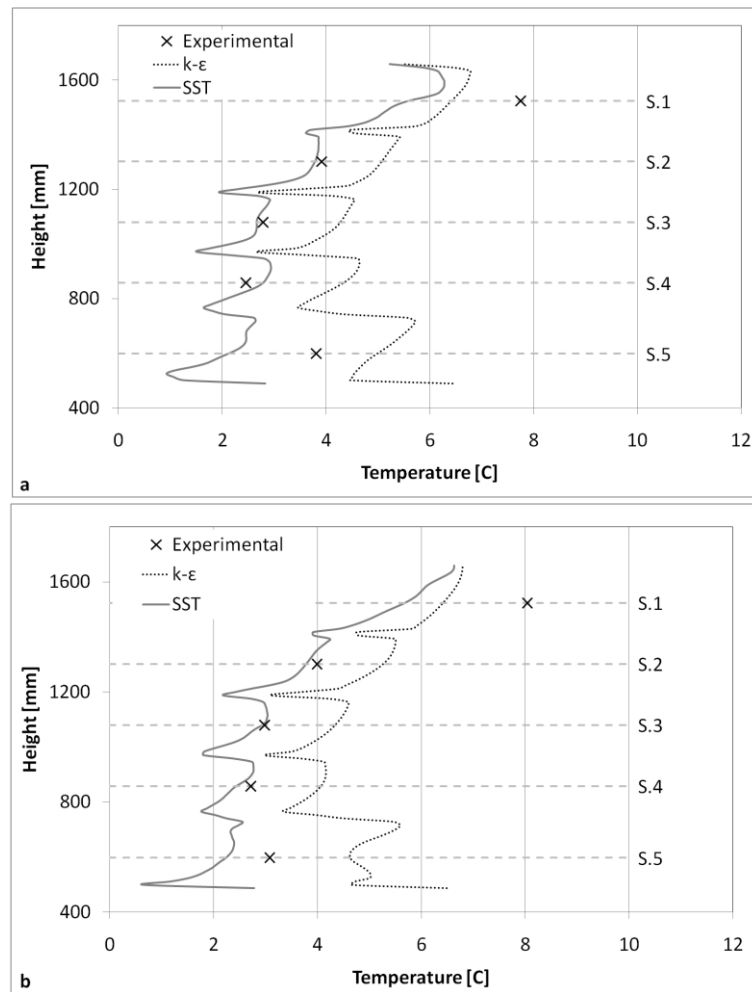 Experimental
k-ε
SST
1600
1200
800
400
Height [mm]
S.1
S.2
S.3
S.4
S.5
0 2 4 6 8 10 12
Temperature [C]
a
Experimental
k-ε
SST
1600
1200
800
400
Height [mm]
S.1
S.2
S.3
S.4
S.5
0 2 4 6 8 10 12
Temperature [C]
b